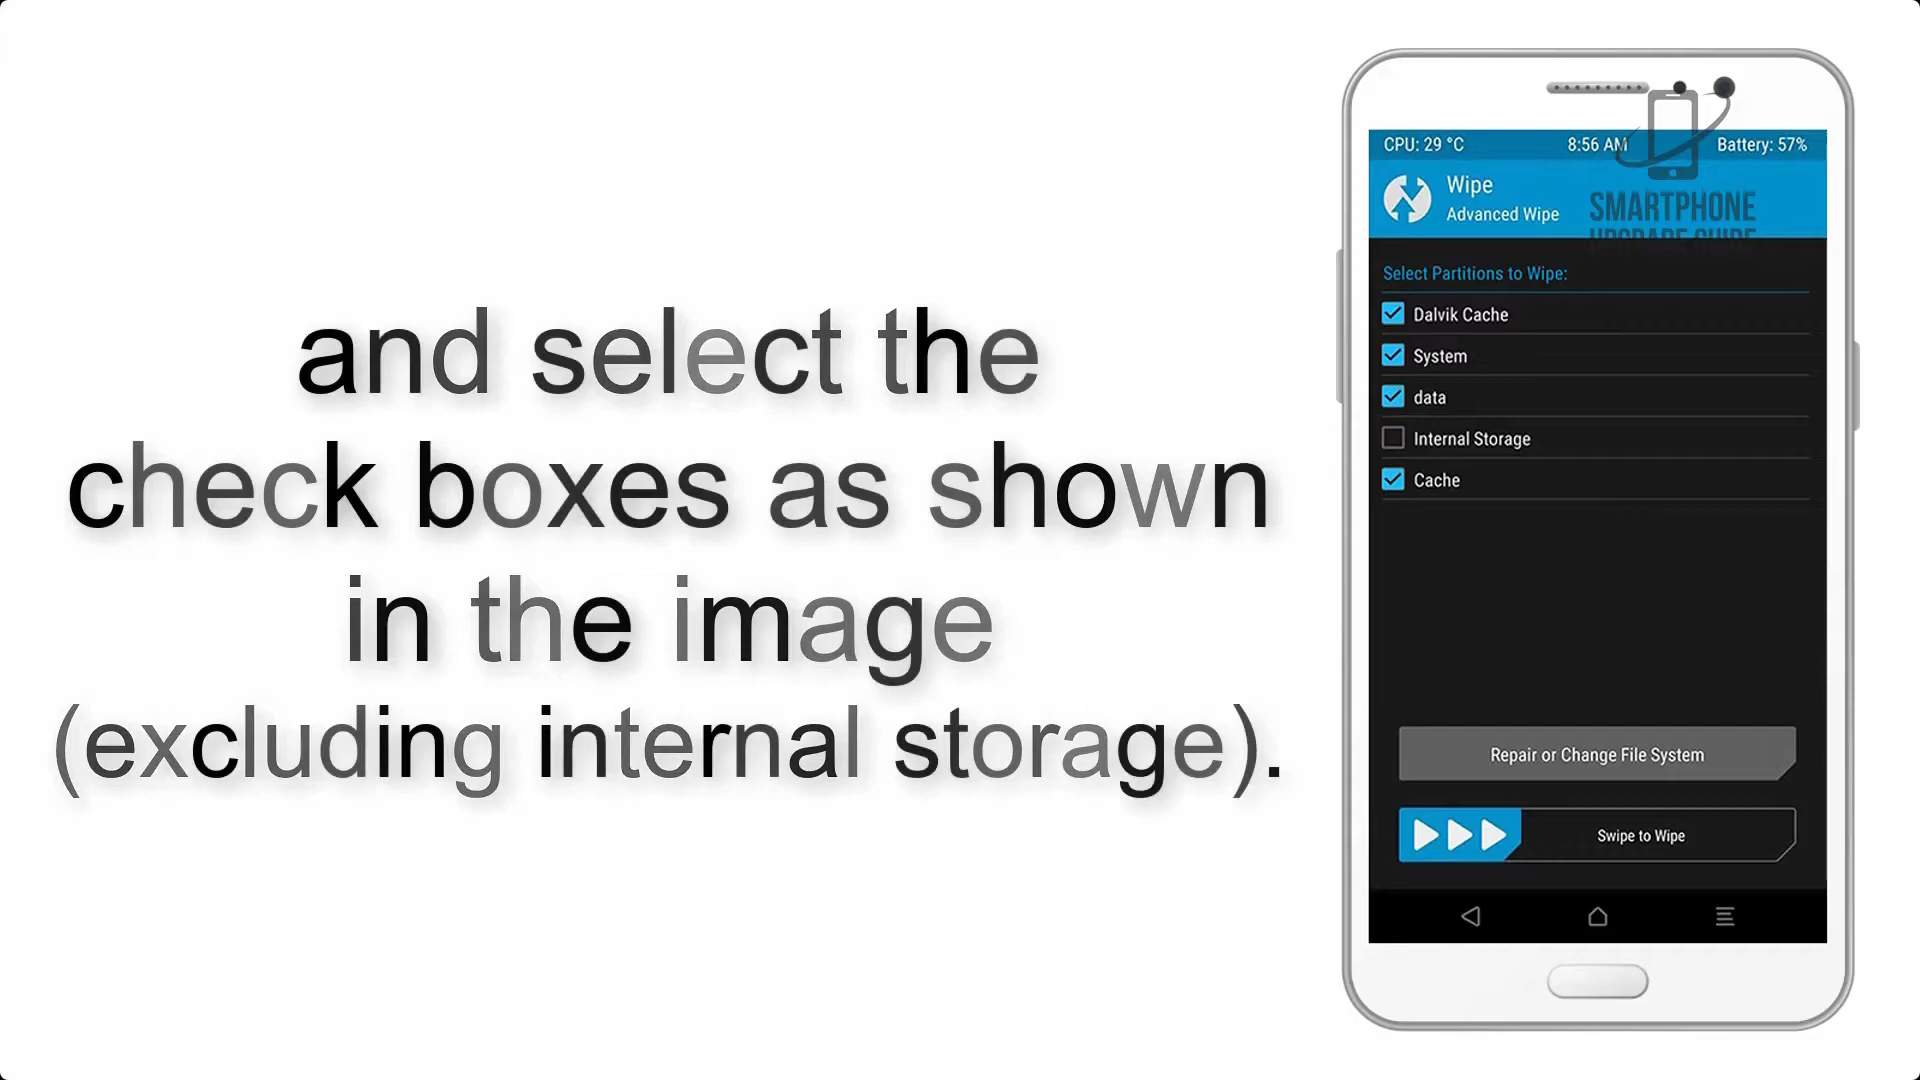 and select the
check boxes as shown
in the image
(excluding internal storage).
CPU: 29 °C 8:56 AM Battery: 57%
Wipe
Advanced Wipe
SMARTPHONE
UPGRADE GUIDE
Select Partitions to Wipe:
Dalvik Cache
System
data
Internal Storage
Cache
Repair or Change File System
Swipe to Wipe